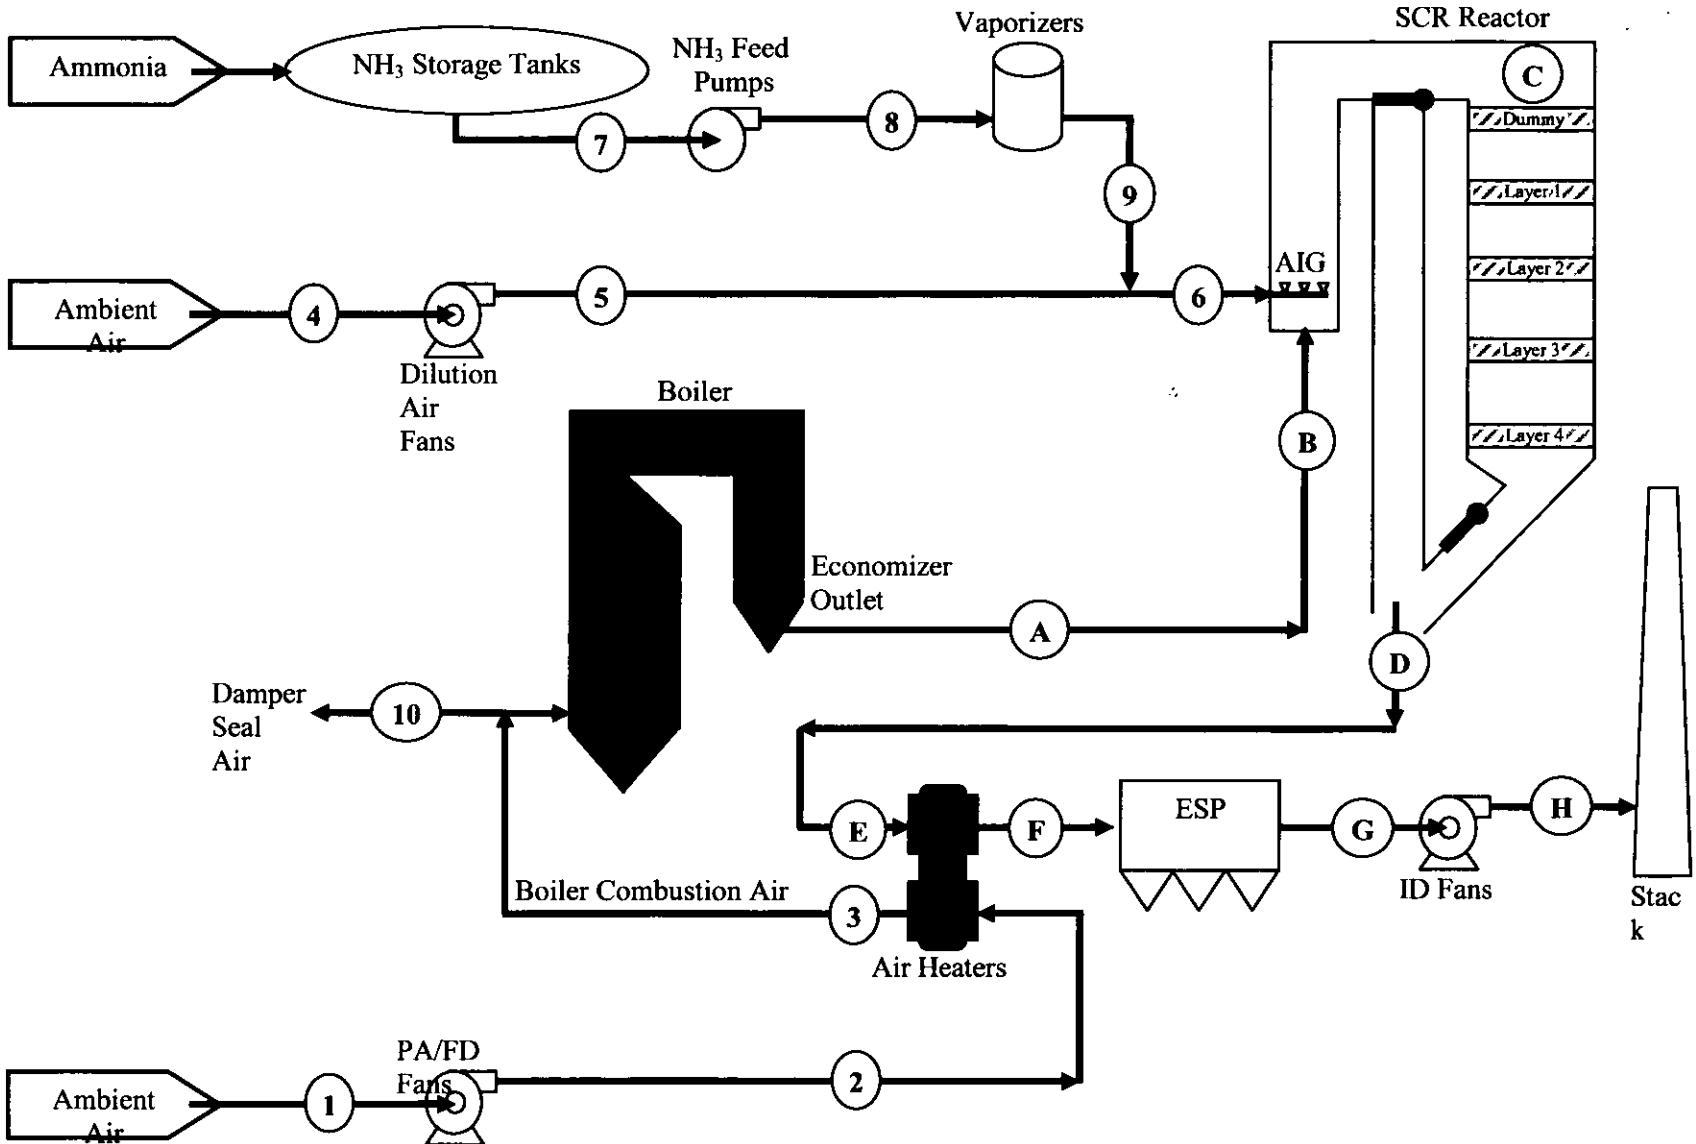 SCR Reactor
Vaporizers
Ammonia
NH₃ Storage Tanks
NH₃ Feed
Pumps
C
Dummy
7
8
Layer 1
9
AIG
Layer 2
Ambient
Air
4
5
6
Dilution
Air
Fans
Layer 3
Boiler
B
Layer 4
Economizer
Outlet
A
D
Damper
Seal
Air
10
E
F
ESP
G
H
ID Fans
Stac
k
Boiler Combustion Air
3
Air Heaters
PA/FD
Fans
Ambient
Air
1
2